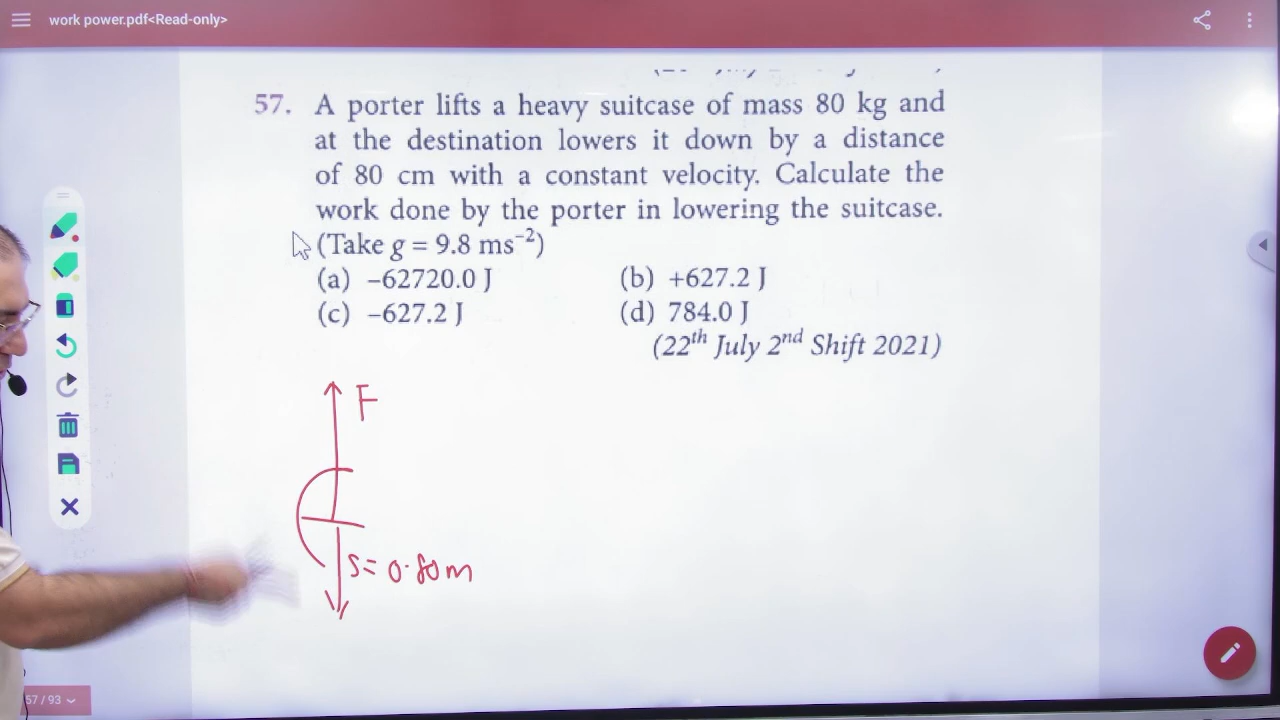 work power.pdf<Read-only>
57. A porter lifts a heavy suitcase of mass 80 kg and
at the destination lowers it down by a distance
of 80 cm with a constant velocity. Calculate the
work done by the porter in lowering the suitcase.
(Take g = 9.8 ms⁻²)
(a) −62720.0 J (b) +627.2 J
(c) −627.2 J (d) 784.0 J
(22th July 2nd Shift 2021)
F
S = 0.80m
57 / 93